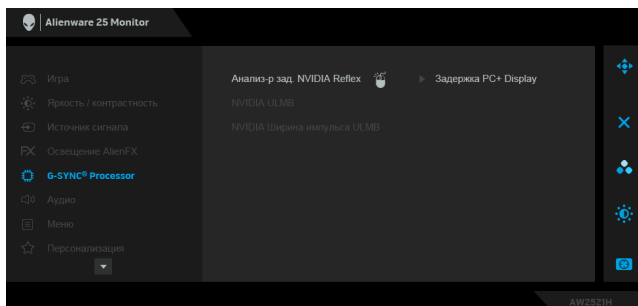 Alienware 25 Monitor
Игра
Яркость / контрастность
Источник сигнала
FX Освещение AlienFX
G-SYNC® Processor
Аудио
Меню
Персонализация
Анализ-р зад. NVIDIA Reflex
Задержка PC+ Display
NVIDIA ULMB
NVIDIA Ширина импульса ULMB
AW2521H